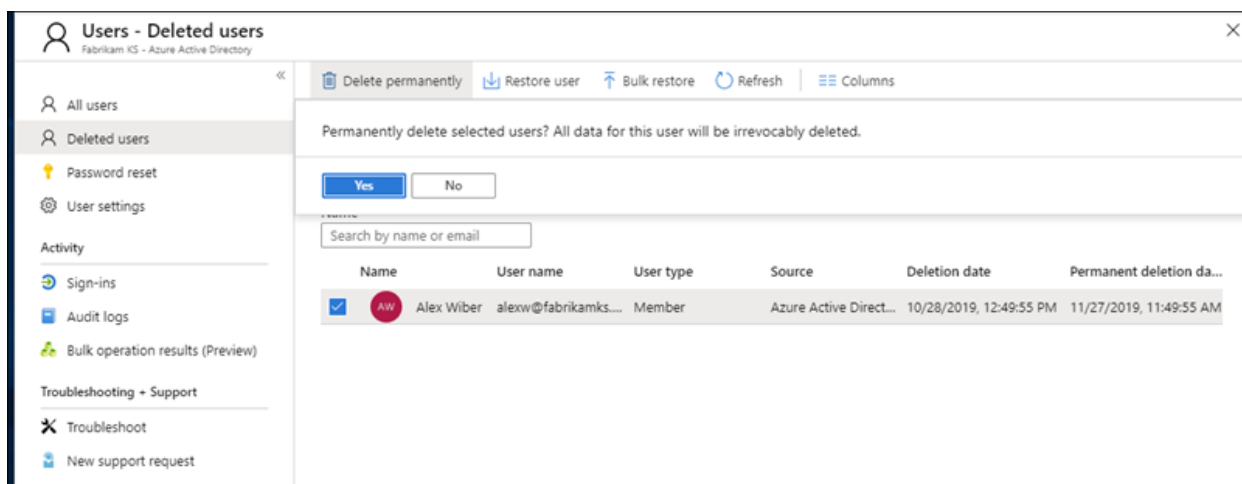 Users - Deleted users
Fabrikam KS - Azure Active Directory
All users
Deleted users
Password reset
User settings
Activity
Sign-ins
Audit logs
Bulk operation results (Preview)
Troubleshooting + Support
Troubleshoot
New support request
Delete permanently Restore user Bulk restore Refresh Columns
Permanently delete selected users? All data for this user will be irrevocably deleted.
Yes No
Name
Search by name or email
Name User name User type Source Deletion date Permanent deletion da...
AW Alex Wiber alexw@fabrikamks.... Member Azure Active Direct... 10/28/2019, 12:49:55 PM 11/27/2019, 11:49:55 AM